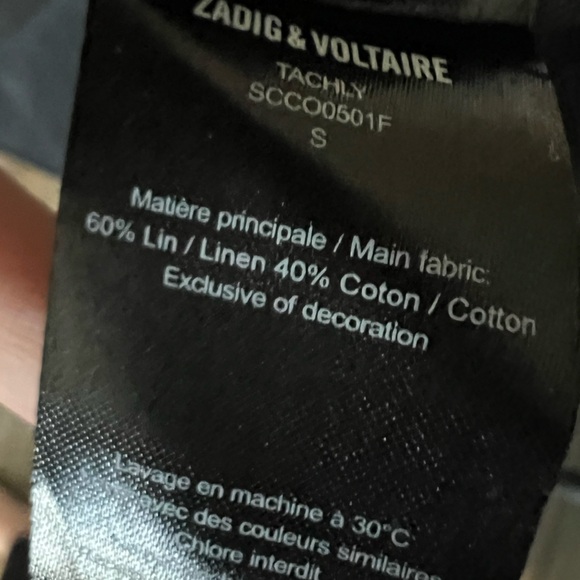 ZADIG & VOLTAIRE
TACHLY
SCCO0501F
S
Matière principale / Main fabric:
60% Lin / Linen 40% Coton / Cotton
Exclusive of decoration
Lavage en machine à 30°C
avec des couleurs similaires
Chlore interdit